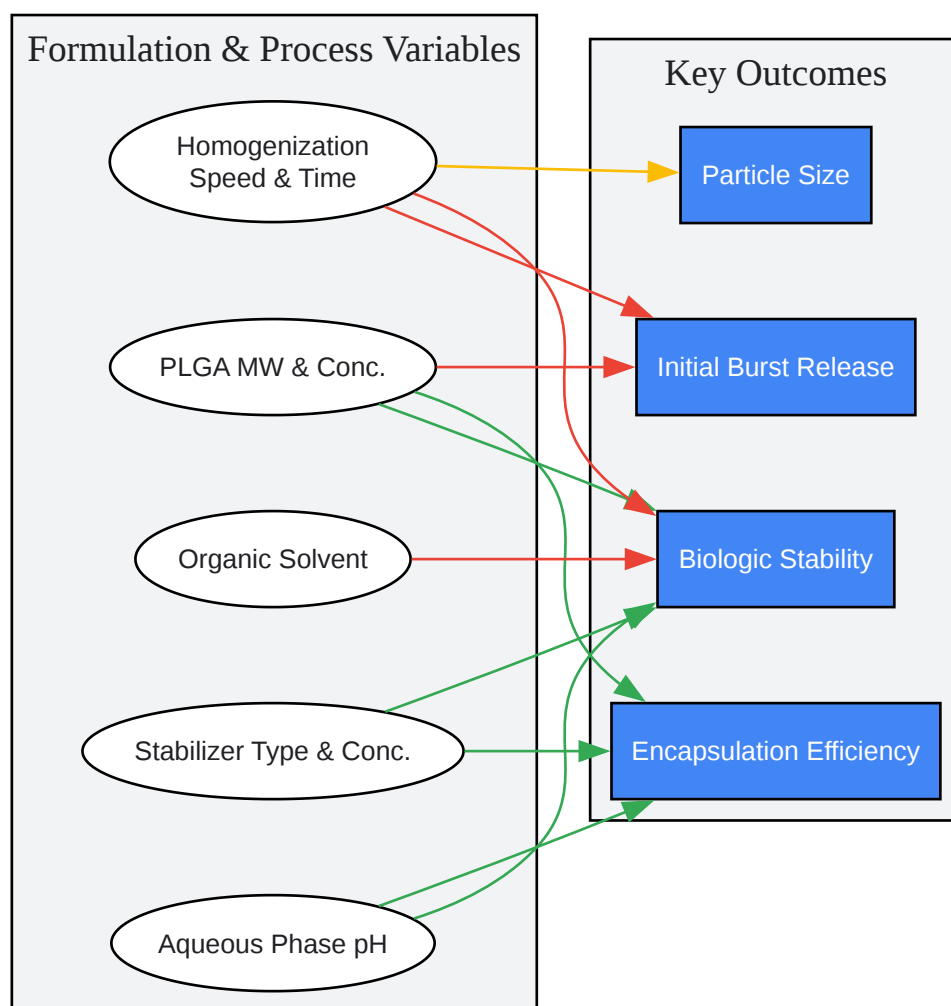 Formulation & Process Variables
Homogenization
Speed & Time
PLGA MW & Conc.
Organic Solvent
Stabilizer Type & Conc.
Aqueous Phase pH
Key Outcomes
Particle Size
Initial Burst Release
Biologic Stability
Encapsulation Efficiency